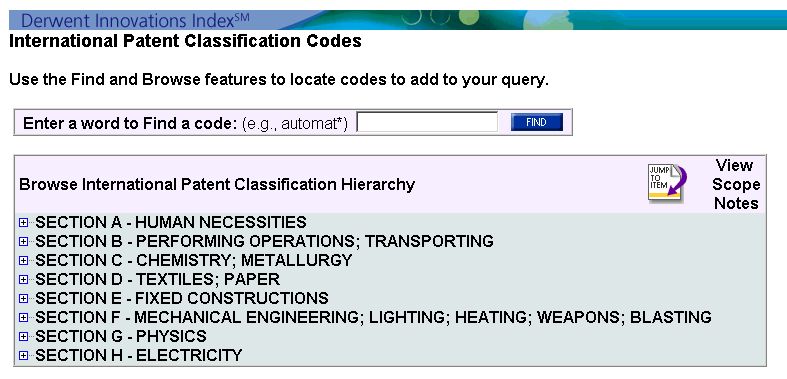 Derwent Innovations Index℠
International Patent Classification Codes
Use the Find and Browse features to locate codes to add to your query.
Enter a word to Find a code: (e.g., automat*) FIND
Browse International Patent Classification Hierarchy
JUMP
TO
ITEM
View
Scope
Notes
SECTION A - HUMAN NECESSITIES
SECTION B - PERFORMING OPERATIONS; TRANSPORTING
SECTION C - CHEMISTRY; METALLURGY
SECTION D - TEXTILES; PAPER
SECTION E - FIXED CONSTRUCTIONS
SECTION F - MECHANICAL ENGINEERING; LIGHTING; HEATING; WEAPONS; BLASTING
SECTION G - PHYSICS
SECTION H - ELECTRICITY